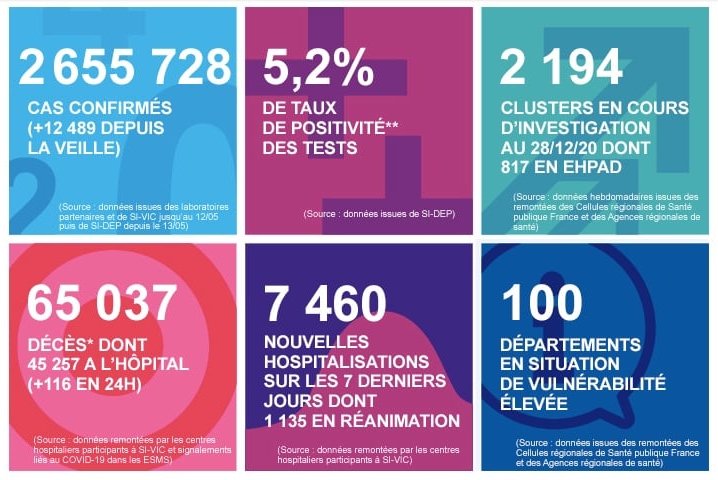 2 655 728
CAS CONFIRMÉS
(+12 489 DEPUIS
LA VEILLE)
(Source : données issues des laboratoires
partenaires et de SI-VIC jusqu'au 12/05
puis de SI-DEP depuis le 13/05)
5,2%
DE TAUX
DE POSITIVITÉ**
DES TESTS
(Source : données issues de SI-DEP)
2 194
CLUSTERS EN COURS
D'INVESTIGATION
AU 28/12/20 DONT
817 EN EHPAD
(Source : données hebdomadaires issues des
remontées des Cellules régionales de Santé
publique France et des Agences régionales de
santé)
65 037
DÉCÈS* DONT
45 257 A L'HÔPITAL
(+116 EN 24H)
(Source : données remontées par les centres
hospitaliers participants à SI-VIC et signalements
liés au COVID-19 dans les ESMS)
7 460
NOUVELLES
HOSPITALISATIONS
SUR LES 7 DERNIERS
JOURS DONT
1 135 EN RÉANIMATION
(Source : données remontées par les centres
hospitaliers participants à SI-VIC)
100
DÉPARTEMENTS
EN SITUATION
DE VULNÉRABILITÉ
ÉLEVÉE
(Source : données issues des remontées des
Cellules régionales de Santé publique France
et des Agences régionales de santé)